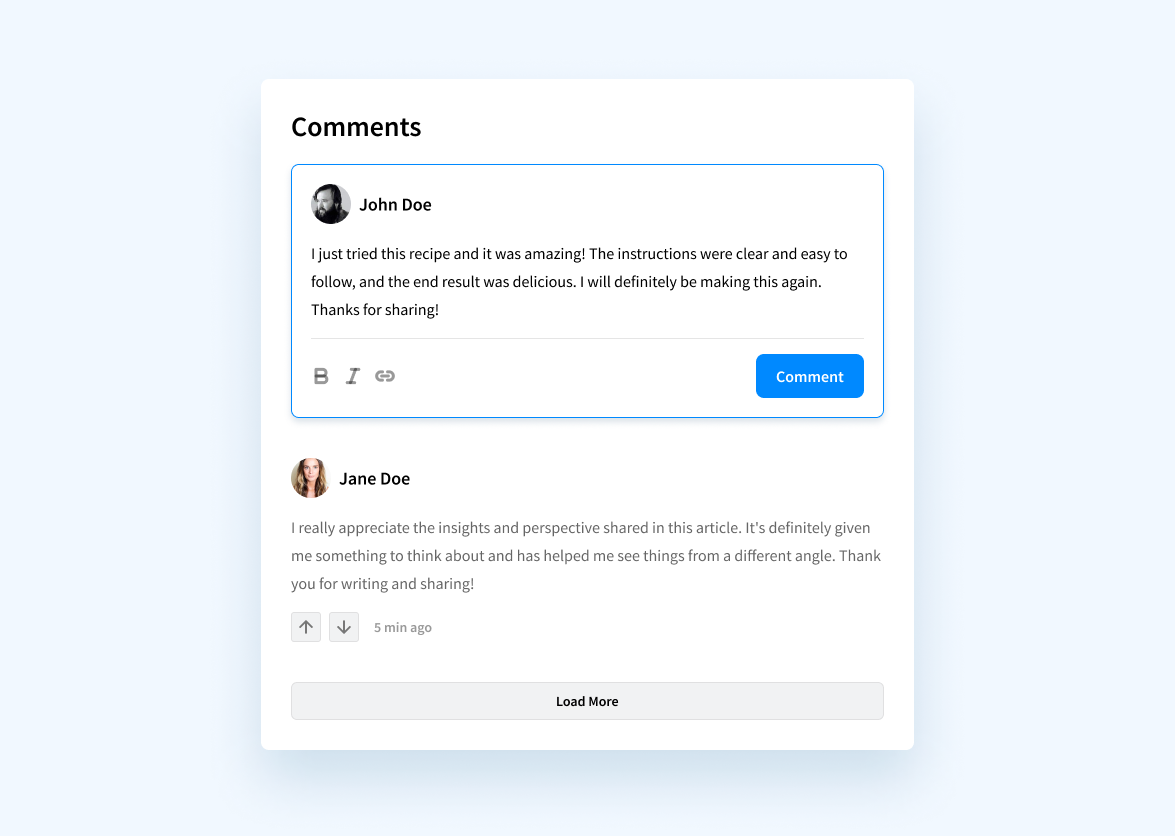 Comments
John Doe
I just tried this recipe and it was amazing! The instructions were clear and easy to
follow, and the end result was delicious. I will definitely be making this again.
Thanks for sharing!
B I
Comment
Jane Doe
I really appreciate the insights and perspective shared in this article. It's definitely given
me something to think about and has helped me see things from a different angle. Thank
you for writing and sharing!
5 min ago
Load More